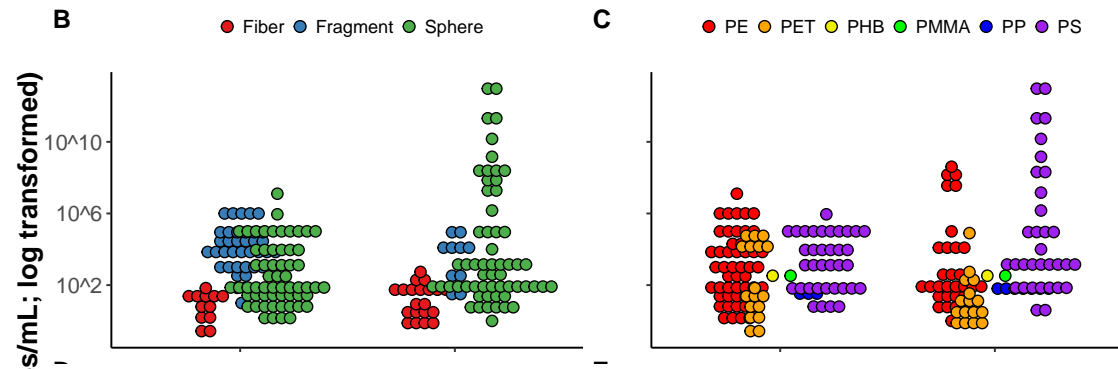 B
Fiber Fragment Sphere
C
PE PET PHB PMMA PP PS
s/mL; log transformed)
10^10
10^6
10^2